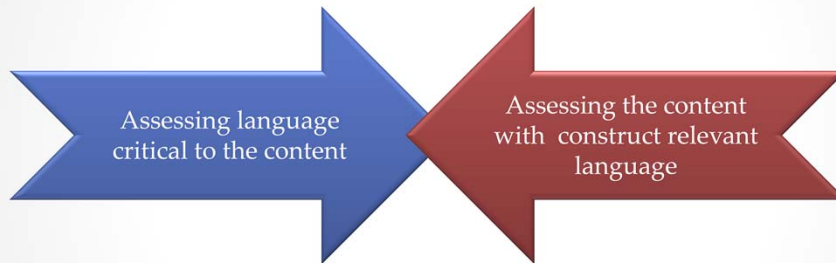 Assessing language
critical to the content
Assessing the content
with construct relevant
language